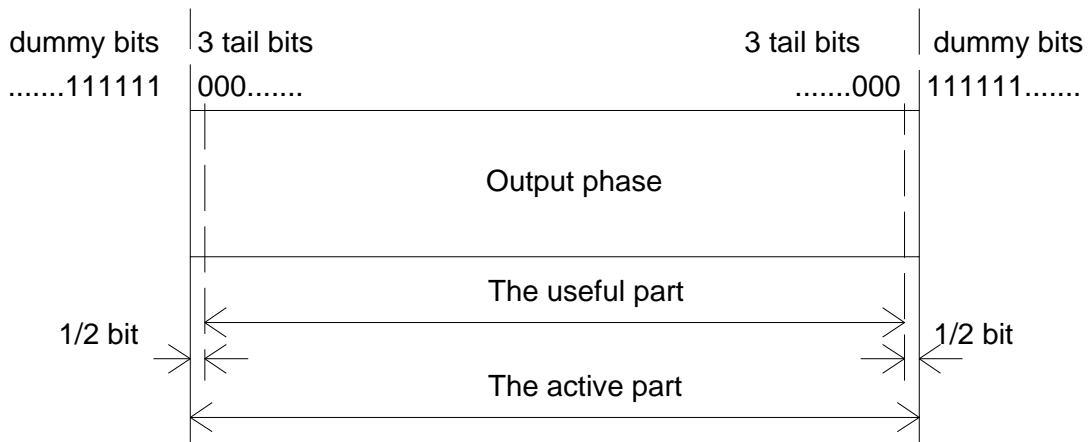 dummy bits 3 tail bits 3 tail bits dummy bits
.......111111 000....... .......000 111111.......
Output phase
The useful part
1/2 bit 1/2 bit
The active part